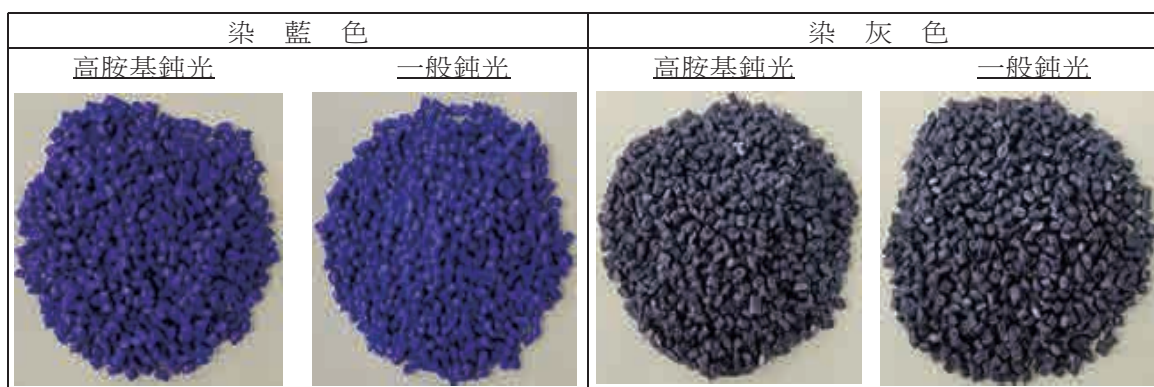 染 藍 色
染 灰 色
高胺基鈍光
一般鈍光
高胺基鈍光
一般鈍光